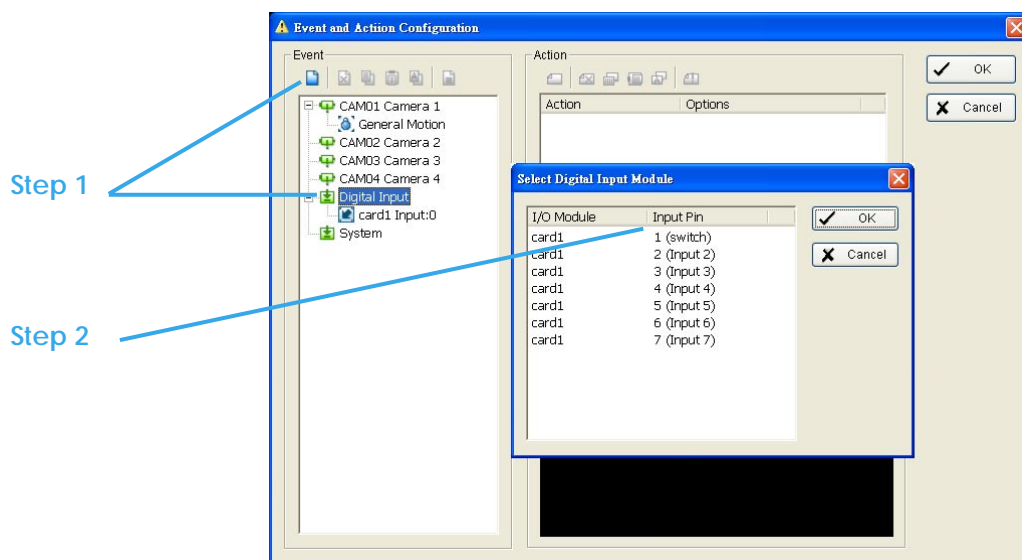 Event and Actiion Configuration
Event
Action
OK
Cancel
Action Options
CAM01 Camera 1
General Motion
CAM02 Camera 2
CAM03 Camera 3
CAM04 Camera 4
Digital Input
card1 Input:0
System
Step 1
Step 2
Select Digital Input Module
I/O Module Input Pin
card1 1 (switch)
card1 2 (Input 2)
card1 3 (Input 3)
card1 4 (Input 4)
card1 5 (Input 5)
card1 6 (Input 6)
card1 7 (Input 7)
OK
Cancel